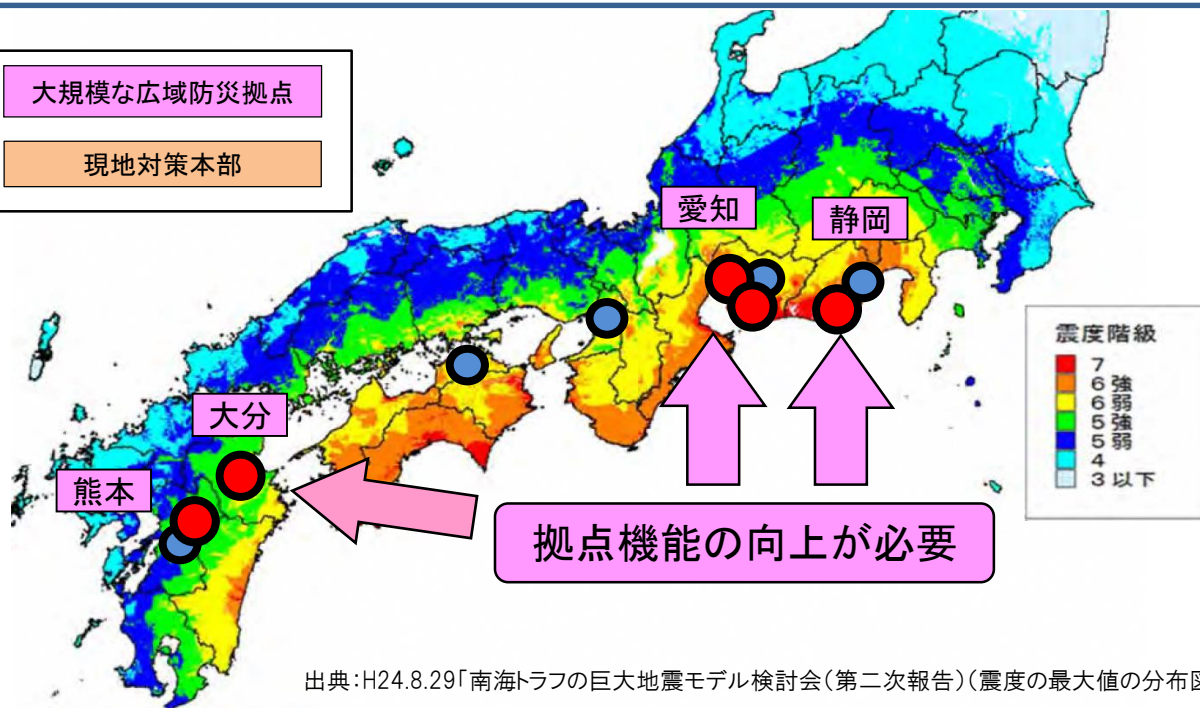 大規模な広域防災拠点
現地対策本部
愛知
静岡
大分
熊本
拠点機能の向上が必要
震度階級
7
6強
6弱
5強
5弱
4
3以下
出典:H24.8.29「南海トラフの巨大地震モデル検討会(第二次報告)(震度の最大値の分布図